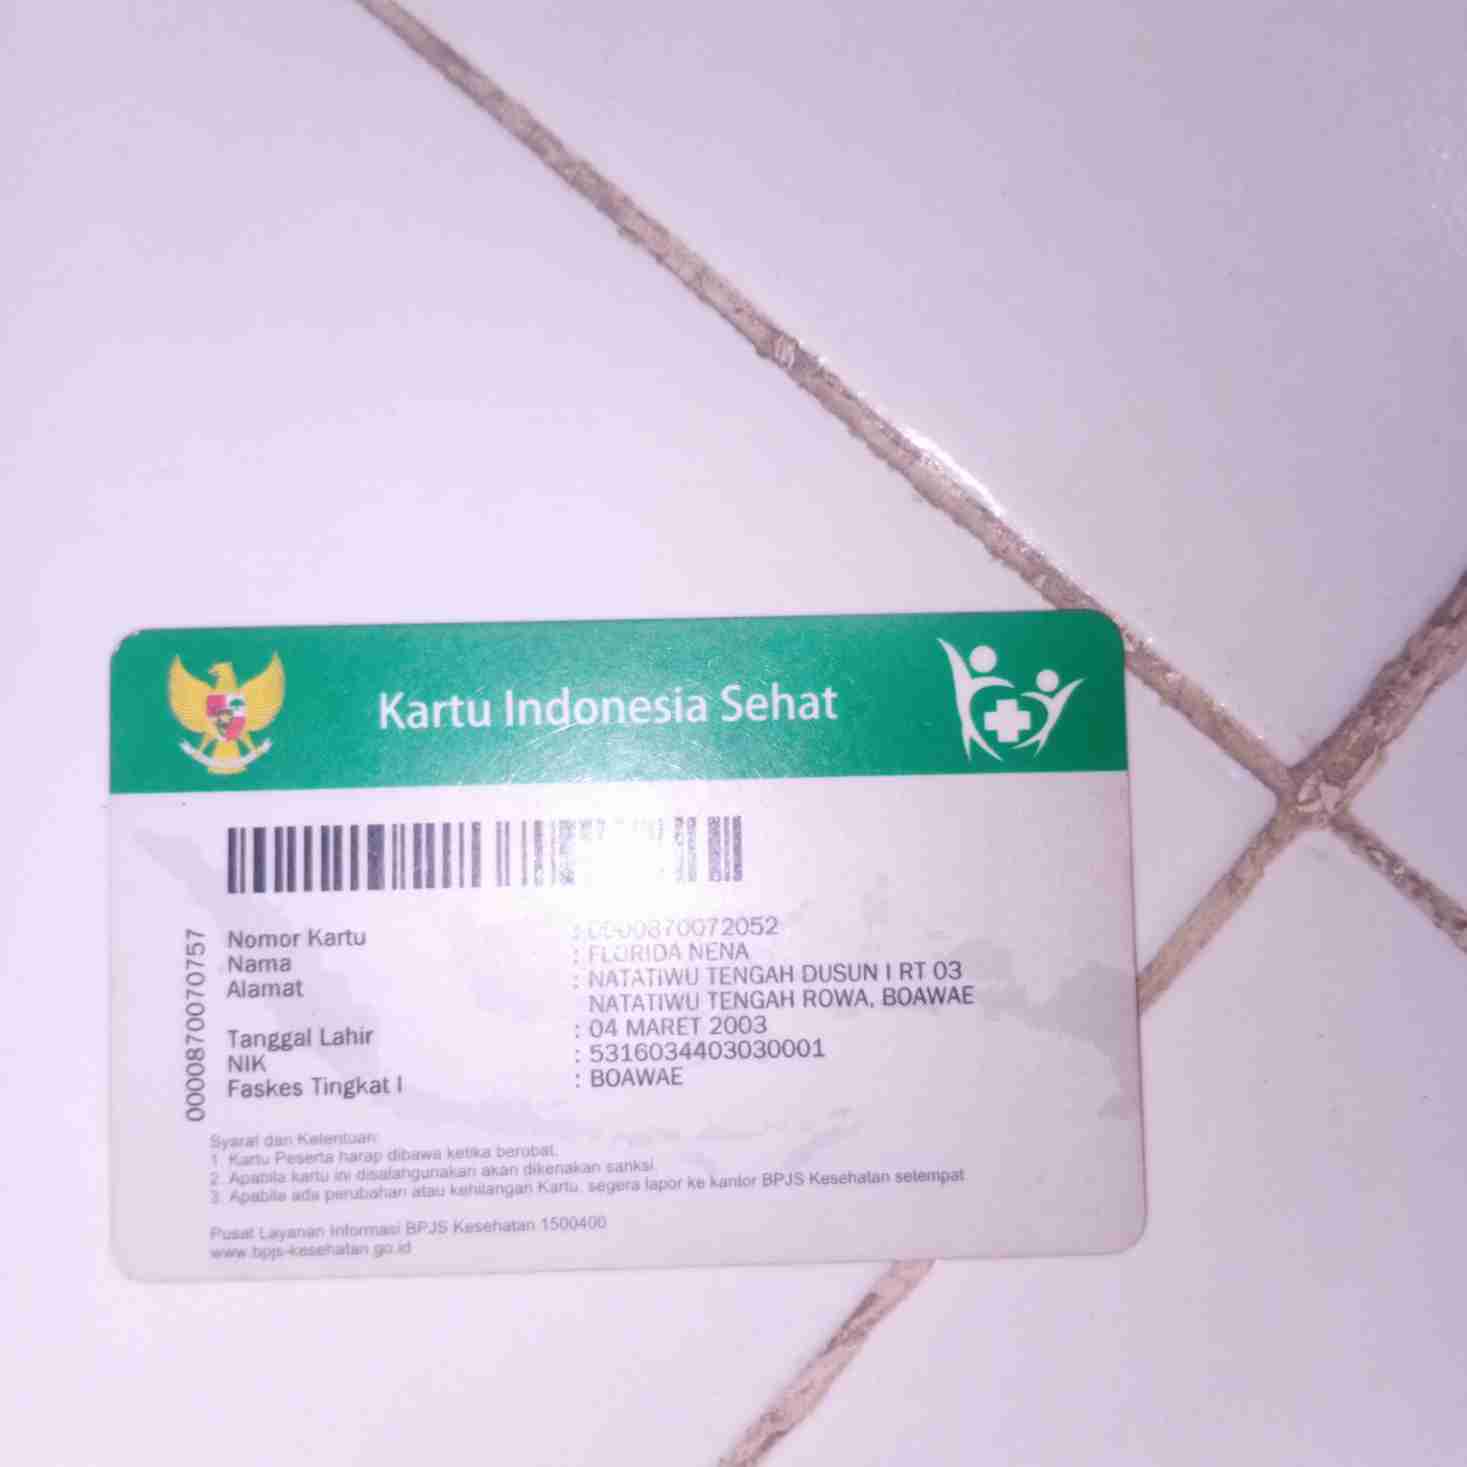 Kartu Indonesia Sehat
0000870070757
Nomor Kartu : 0000870072052
Nama : FLORIDA NENA
Alamat : NATATIWU TENGAH DUSUN I RT 03
NATATIWU TENGAH ROWA, BOAWAE
Tanggal Lahir : 04 MARET 2003
NIK : 5316034403030001
Faskes Tingkat I : BOAWAE
Syarat dan Ketentuan:
1. Kartu Peserta harap dibawa ketika berobat.
2. Apabila kartu ini disalahgunakan akan dikenakan sanksi.
3. Apabila ada perubahan atau kehilangan Kartu, segera lapor ke kantor BPJS Kesehatan setempat
Pusat Layanan Informasi BPJS Kesehatan 1500400
www.bpjs-kesehatan.go.id